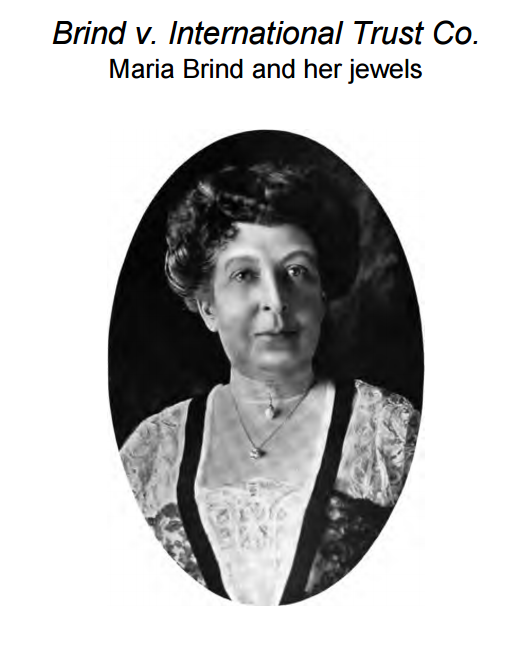 Brind v. International Trust Co.
Maria Brind and her jewels